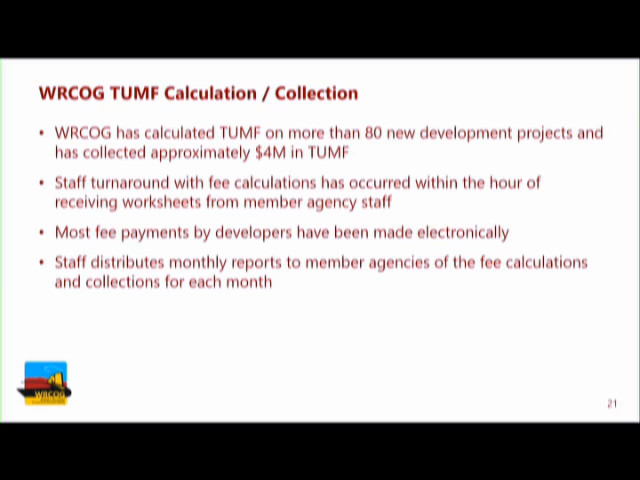 WRCOG TUMF Calculation / Collection
• WRCOG has calculated TUMF on more than 80 new development projects and
has collected approximately $4M in TUMF
• Staff turnaround with fee calculations has occurred within the hour of
receiving worksheets from member agency staff
• Most fee payments by developers have been made electronically
• Staff distributes monthly reports to member agencies of the fee calculations
and collections for each month
WRCOG
21